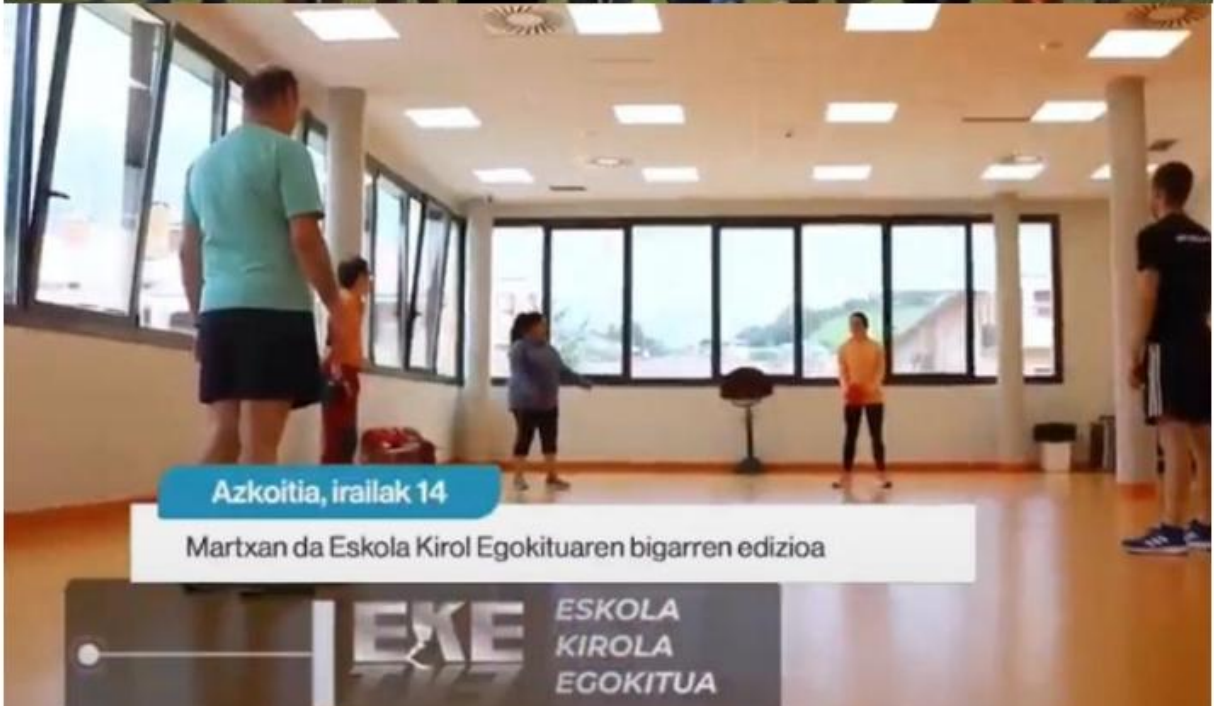 Azkoitia, irailak 14
Martxan da Eskola Kirol Egokituaren bigarren edizioa
EKE
ESKOLA
KIROLA
EGOKITUA